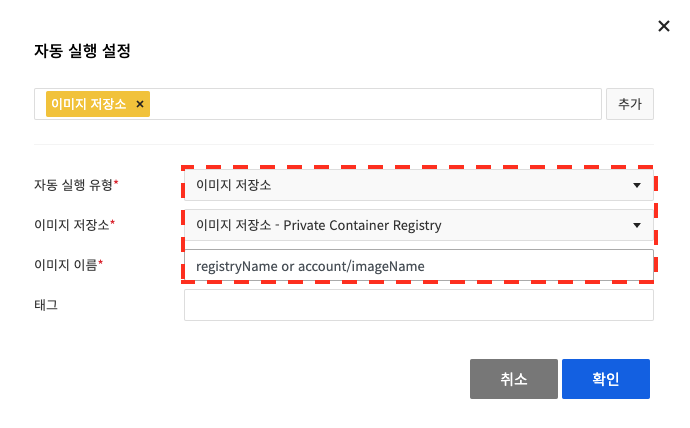 자동 실행 설정
이미지 저장소 × 추가
자동 실행 유형* 이미지 저장소
이미지 저장소* 이미지 저장소 - Private Container Registry
이미지 이름* registryName or account/imageName
태그
취소 확인